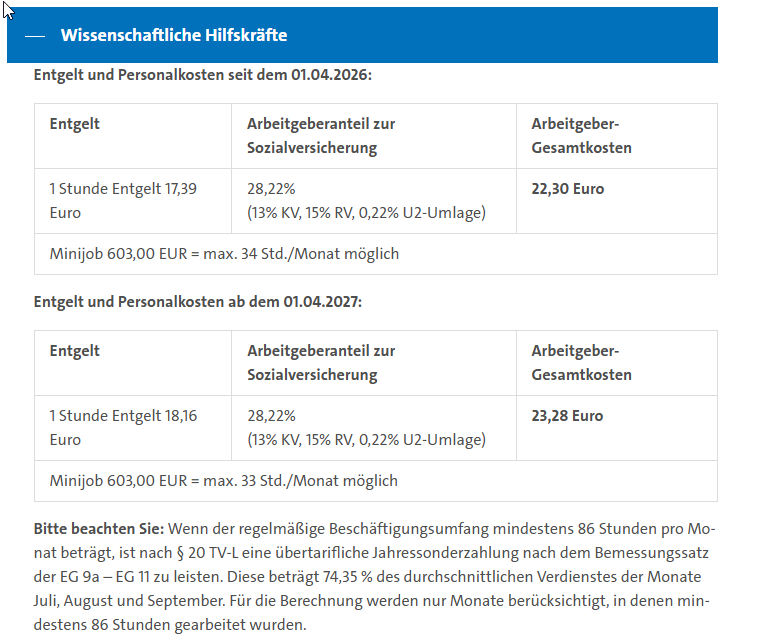 Wissenschaftliche Hilfskräfte
Entgelt und Personalkosten seit dem 01.04.2026:
Entgelt
Arbeitgeberanteil zur
Sozialversicherung
Arbeitgeber-
Gesamtkosten
1 Stunde Entgelt 17,39
Euro
28,22%
(13% KV, 15% RV, 0,22% U2-Umlage)
22,30 Euro
Minijob 603,00 EUR = max. 34 Std./Monat möglich
Entgelt und Personalkosten ab dem 01.04.2027:
Entgelt
Arbeitgeberanteil zur
Sozialversicherung
Arbeitgeber-
Gesamtkosten
1 Stunde Entgelt 18,16
Euro
28,22%
(13% KV, 15% RV, 0,22% U2-Umlage)
23,28 Euro
Minijob 603,00 EUR = max. 33 Std./Monat möglich
Bitte beachten Sie: Wenn der regelmäßige Beschäftigungsumfang mindestens 86 Stunden pro Mo-
nat beträgt, ist nach § 20 TV-L eine übertarifliche Jahressonderzahlung nach dem Bemessungssatz
der EG 9a – EG 11 zu leisten. Diese beträgt 74,35 % des durchschnittlichen Verdienstes der Monate
Juli, August und September. Für die Berechnung werden nur Monate berücksichtigt, in denen min-
destens 86 Stunden gearbeitet wurden.